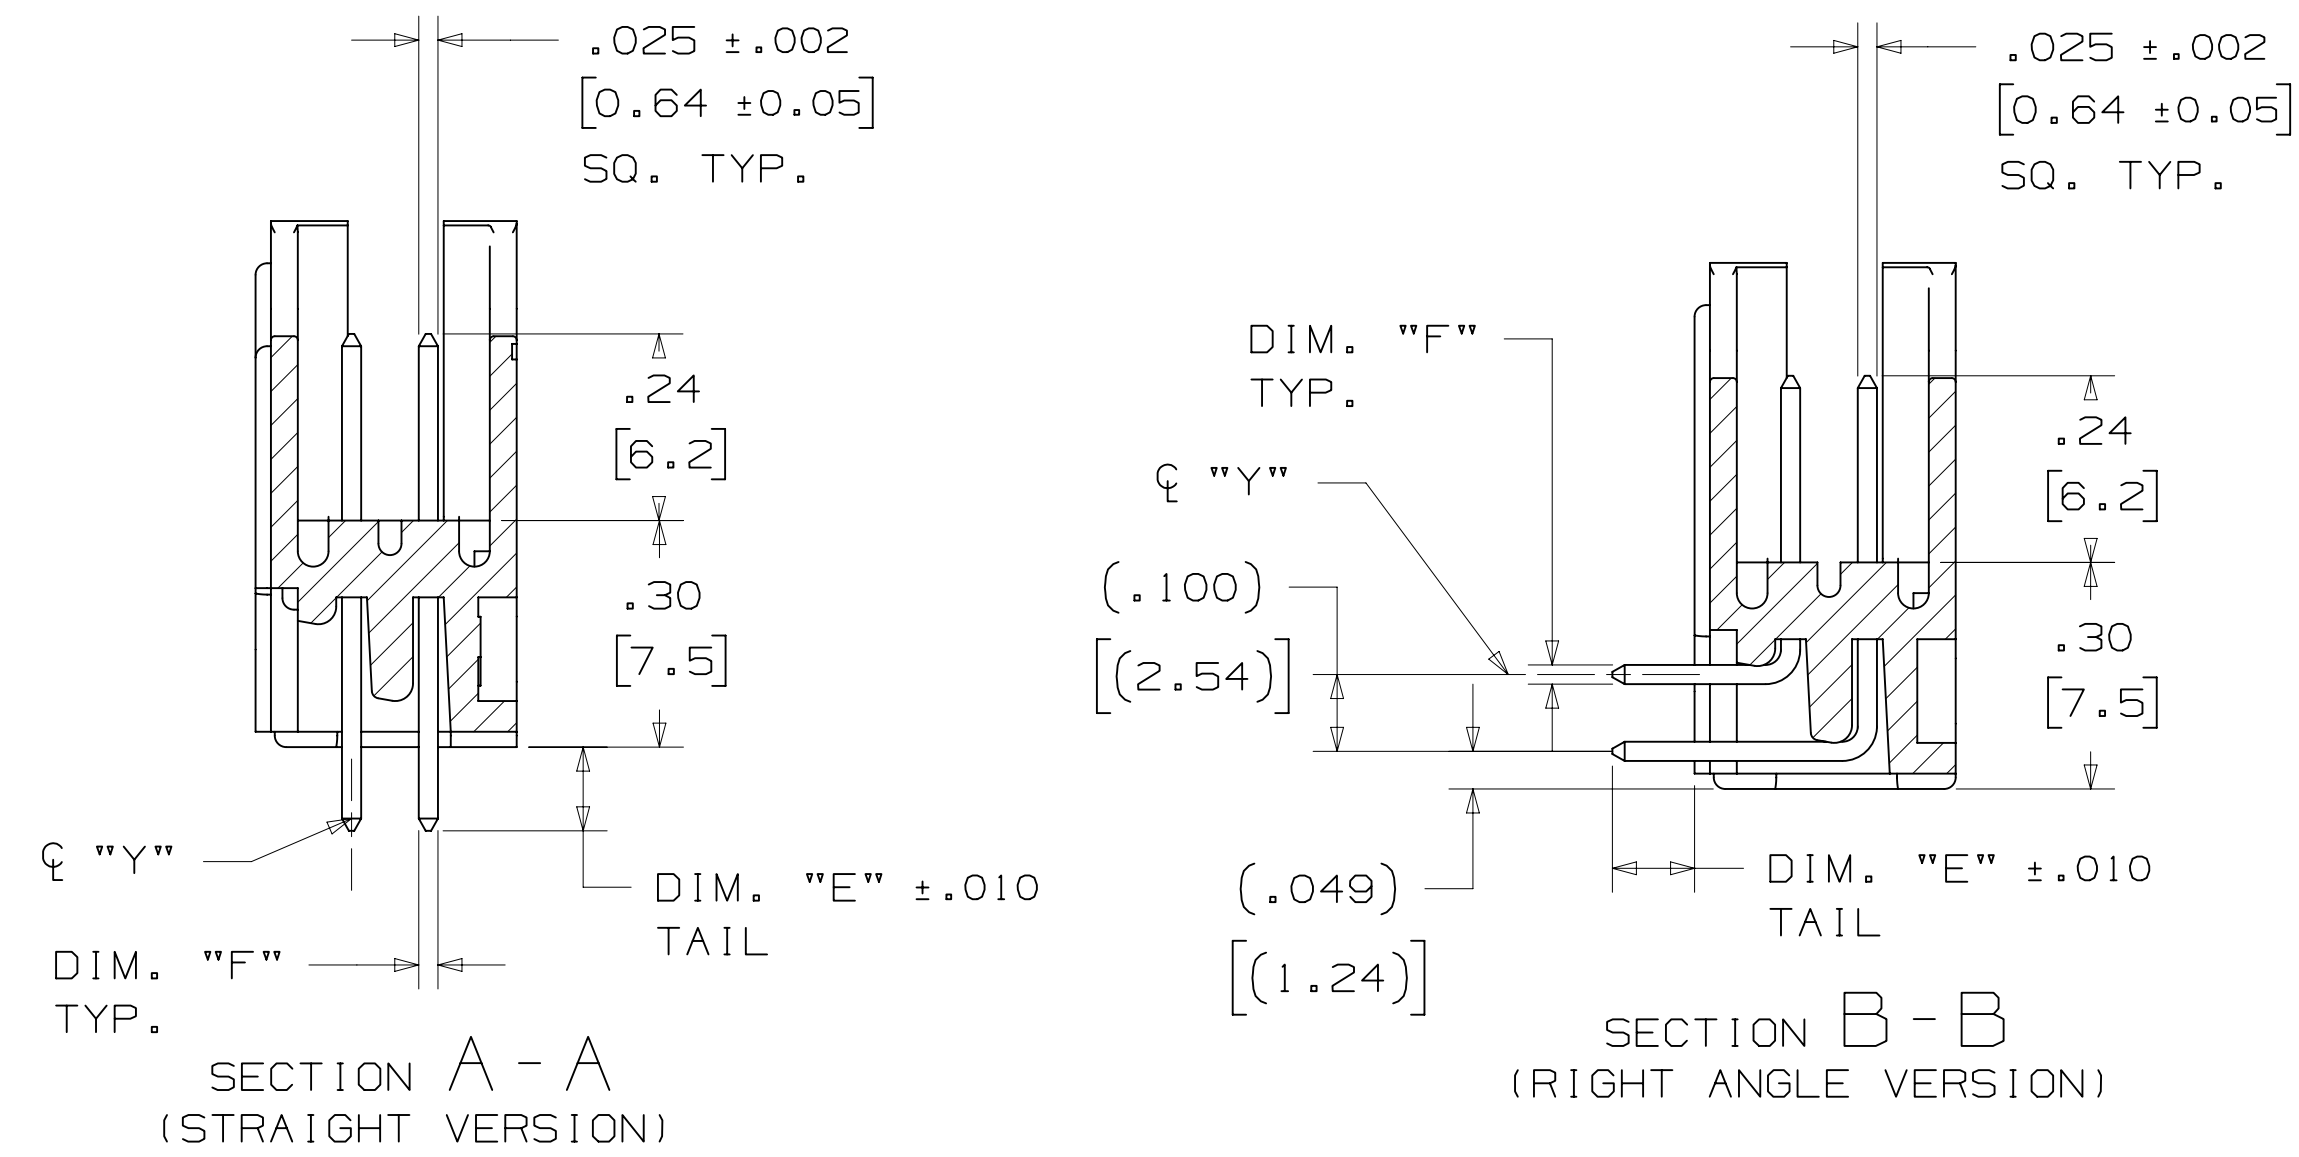 .025 ±.002
[0.64 ±0.05]
SQ. TYP.
.24
[6.2]
.30
[7.5]
℄ "Y"
DIM. "E" ±.010
TAIL
DIM. "F"
TYP.
SECTION A-A
(STRAIGHT VERSION)
.025 ±.002
[0.64 ±0.05]
SQ. TYP.
DIM. "F"
TYP.
℄ "Y"
(.100)
[(2.54)]
.24
[6.2]
.30
[7.5]
(.049)
[(1.24)]
DIM. "E" ±.010
TAIL
SECTION B-B
(RIGHT ANGLE VERSION)